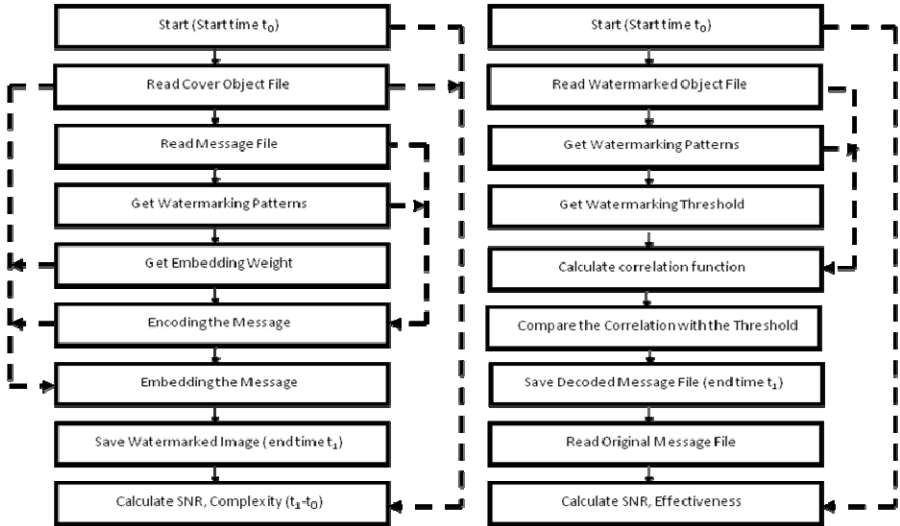 Start (Start time t₀)
Read Cover Object File
Read Message File
Get Watermarking Patterns
Get Embedding Weight
Encoding the Message
Embedding the Message
Save Watermarked Image (end time t₁)
Calculate SNR, Complexity (t₁-t₀)
Start (Start time t₀)
Read Watermarked Object File
Get Watermarking Patterns
Get Watermarking Threshold
Calculate correlation function
Compare the Correlation with the Threshold
Save Decoded Message File (end time t₁)
Read Original Message File
Calculate SNR, Effectiveness